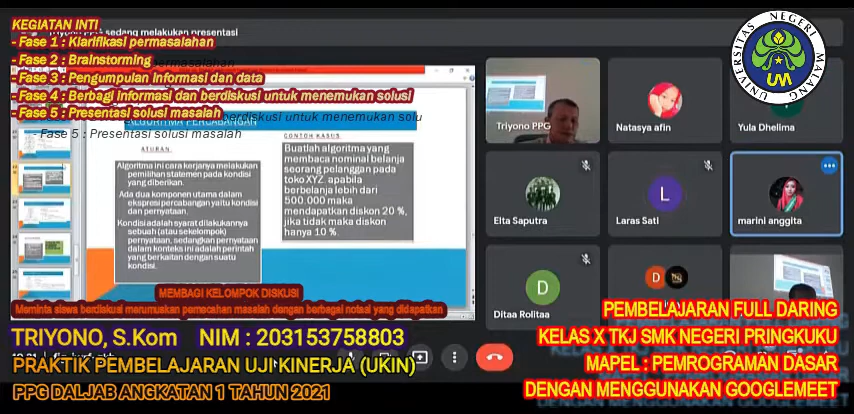 KEGIATAN INTI
- Fase 1 : Klarifikasi permasalahan
- Fase 2 : Brainstorming
- Fase 3 : Pengumpulan informasi dan data
- Fase 4 : Berbagi informasi dan berdiskusi untuk menemukan solusi
- Fase 5 : Presentasi solusi masalah
Triyono PPG sedang melakukan presentasi
- Fase 5 : Presentasi solusi masalah
ALGORITMA PERCABANGAN
ATURAN
Algoritma ini cara kerjanya melakukan
pemilihan statemen pada kondisi
yang diberikan.
Ada dua komponen utama dalam
ekspresi percabangan yaitu kondisi
dan pernyataan.
Kondisi adalah syarat dilakukannya
sebuah (atau sekelompok)
pernyataan, sedangkan pernyataan
dalam konteks ini adalah perintah
yang berkaitan dengan suatu
kondisi.
CONTOH KASUS
Buatlah algoritma yang
membaca nominal belanja
seorang pelanggan pada
toko XYZ. apabila
berbelanja lebih dari
500.000 maka
mendapatkan diskon 20 %,
jika tidak maka diskon
hanya 10 %.
Triyono PPG
Natasya afin
Yula Dhelima
Elta Saputra
L
Laras Sati
marini anggita
D
Ditaa Rolitaa
D
UNIVERSITAS NEGERI MALANG
UM
MEMBAGI KELOMPOK DISKUSI
Meminta siswa berdiskusi merumuskan pemecahan masalah dengan berbagai notasi yang didapatkan
TRIYONO, S.Kom NIM : 203153758803
PRAKTIK PEMBELAJARAN UJI KINERJA (UKIN)
PPG DALJAB ANGKATAN 1 TAHUN 2021
PEMBELAJARAN FULL DARING
KELAS X TKJ SMK NEGERI PRINGKUKU
MAPEL : PEMROGRAMAN DASAR
DENGAN MENGGUNAKAN GOOGLEMEET